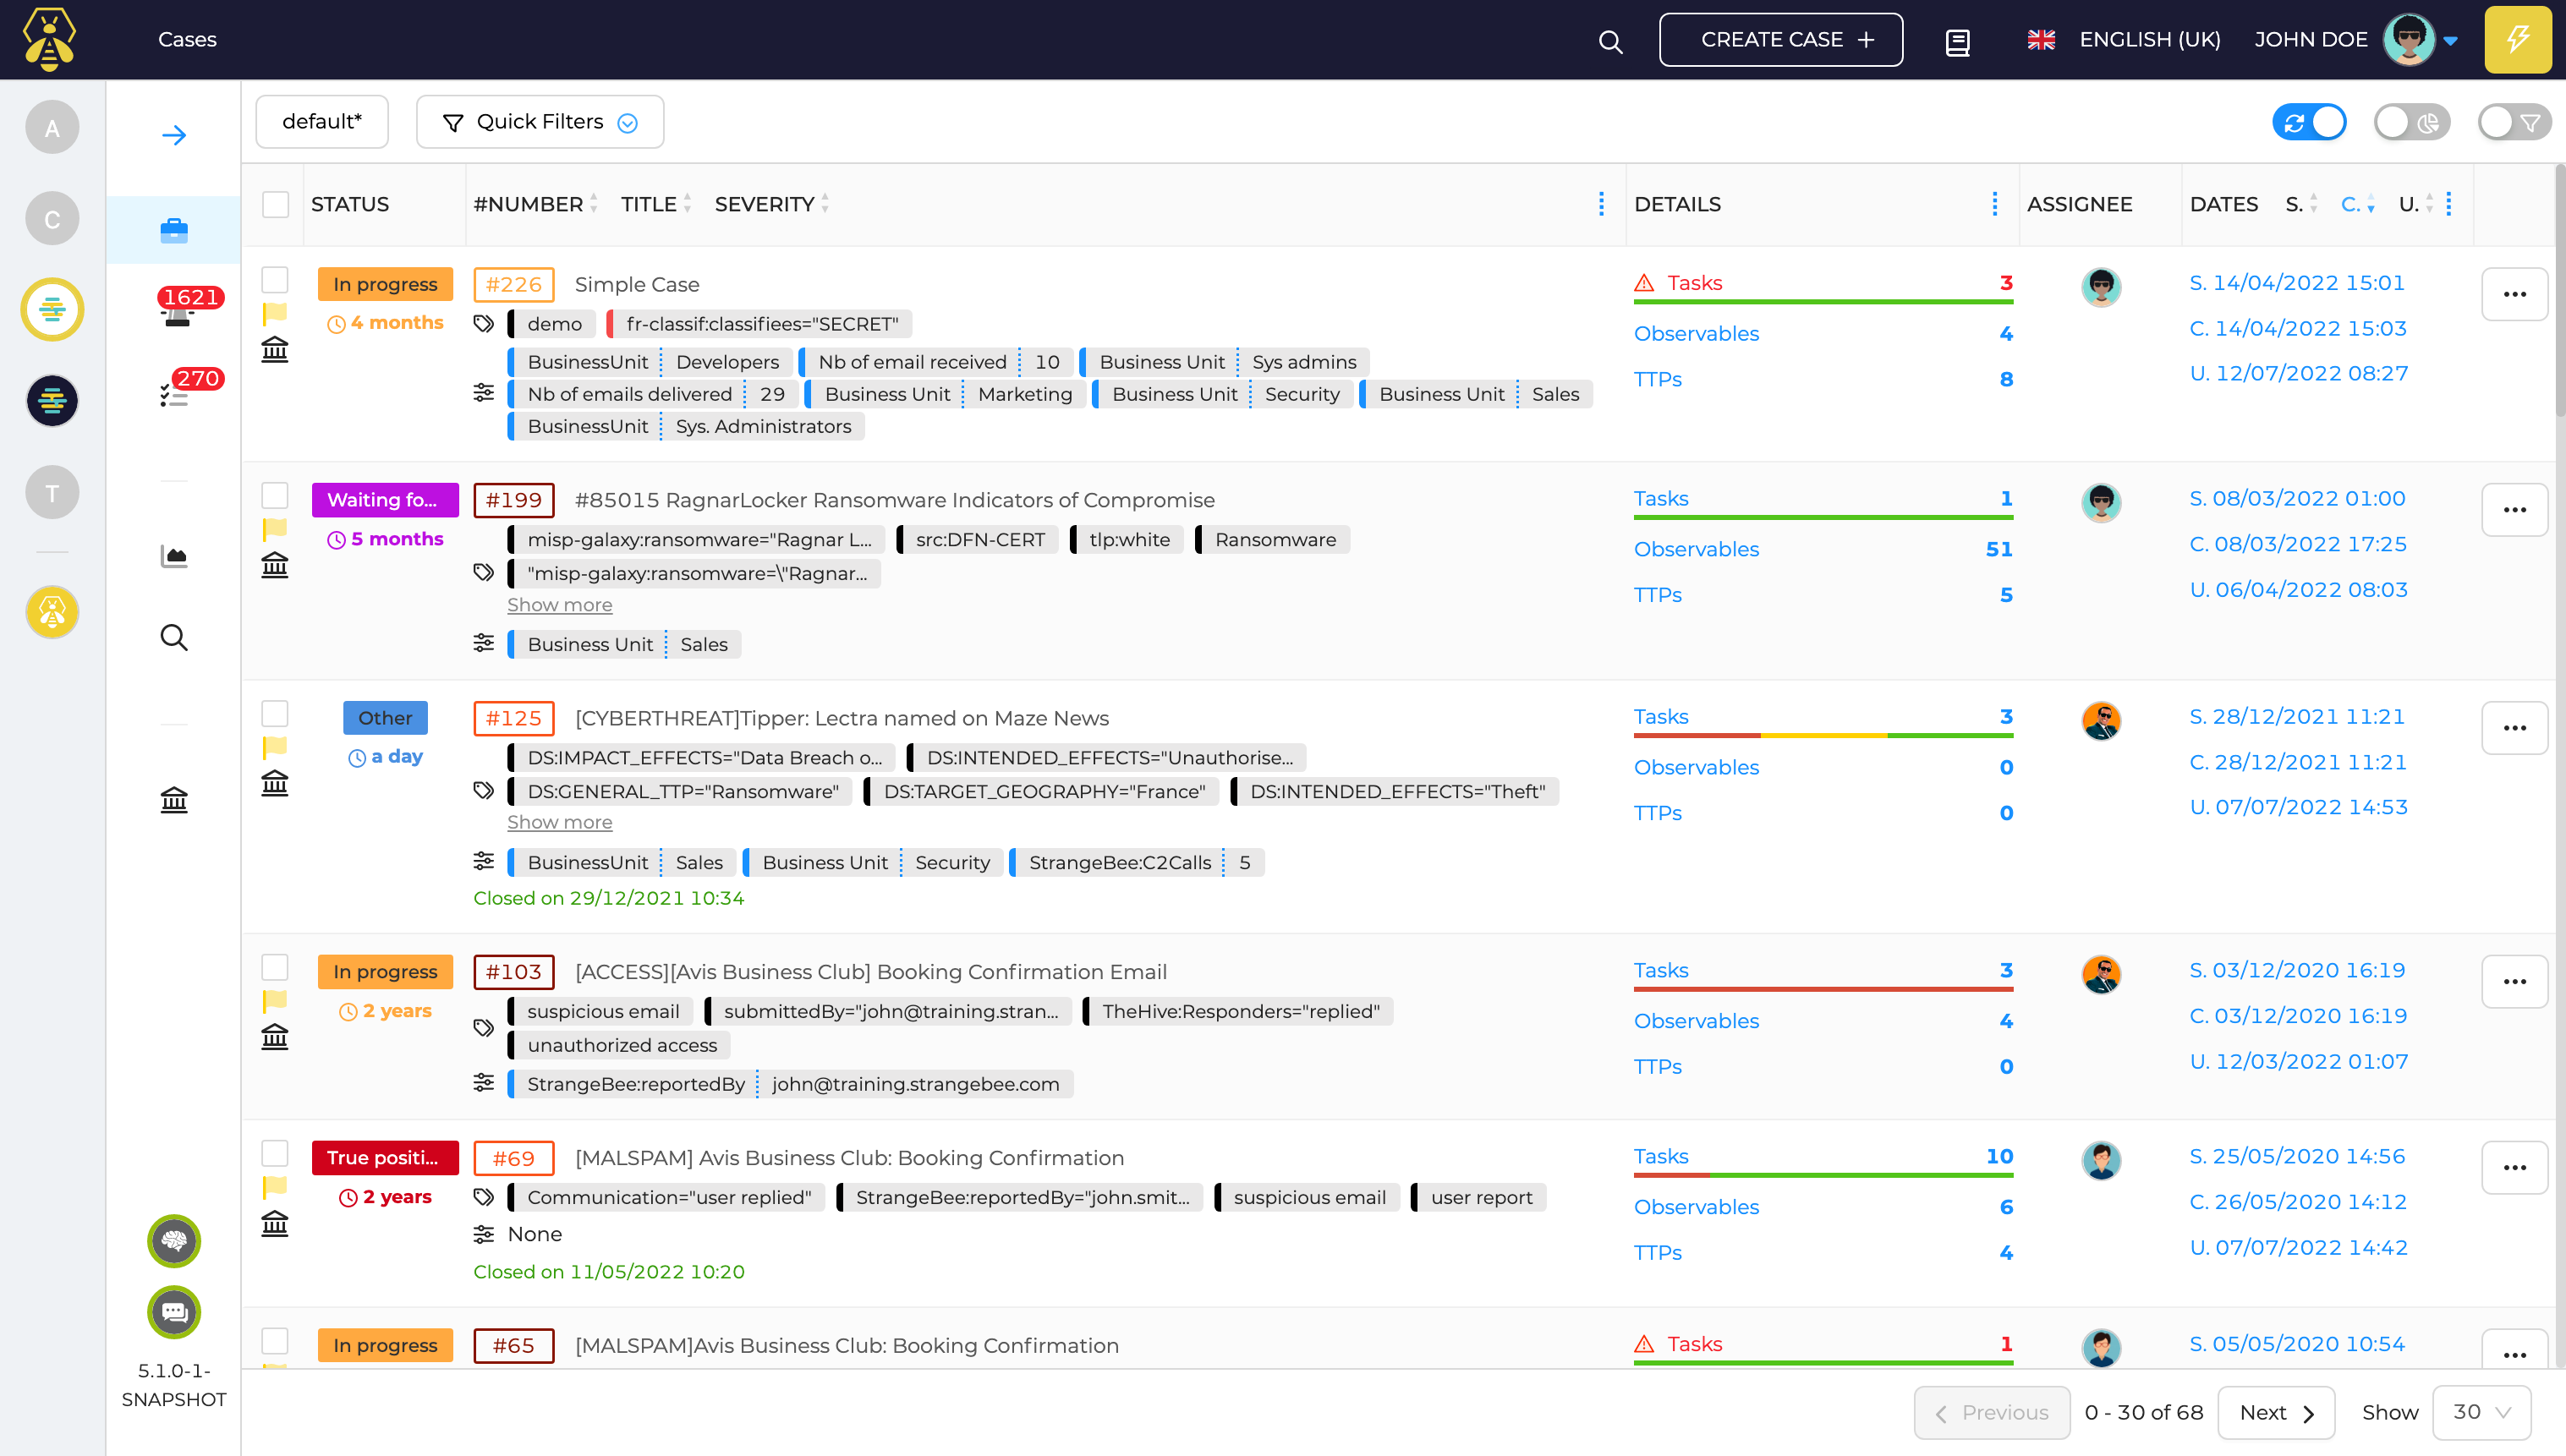 Cases
CREATE CASE +
ENGLISH (UK)
JOHN DOE
A
C
T
1621
270
5.1.0-1-
SNAPSHOT
default*
Quick Filters
STATUS #NUMBER TITLE SEVERITY DETAILS ASSIGNEE DATES S. C. U.
In progress
4 months
#226 Simple Case
demo fr-classif:classifiees="SECRET"
BusinessUnit Developers Nb of email received 10 Business Unit Sys admins
Nb of emails delivered 29 Business Unit Marketing Business Unit Security Business Unit Sales
BusinessUnit Sys. Administrators
Tasks 3
Observables 4
TTPs 8
S. 14/04/2022 15:01
C. 14/04/2022 15:03
U. 12/07/2022 08:27
Waiting fo...
5 months
#199 #85015 RagnarLocker Ransomware Indicators of Compromise
misp-galaxy:ransomware="Ragnar L... src:DFN-CERT tlp:white Ransomware
"misp-galaxy:ransomware=\"Ragnar...
Show more
Business Unit Sales
Tasks 1
Observables 51
TTPs 5
S. 08/03/2022 01:00
C. 08/03/2022 17:25
U. 06/04/2022 08:03
Other
a day
#125 [CYBERTHREAT]Tipper: Lectra named on Maze News
DS:IMPACT_EFFECTS="Data Breach o... DS:INTENDED_EFFECTS="Unauthorise...
DS:GENERAL_TTP="Ransomware" DS:TARGET_GEOGRAPHY="France" DS:INTENDED_EFFECTS="Theft"
Show more
BusinessUnit Sales Business Unit Security StrangeBee:C2Calls 5
Closed on 29/12/2021 10:34
Tasks 3
Observables 0
TTPs 0
S. 28/12/2021 11:21
C. 28/12/2021 11:21
U. 07/07/2022 14:53
In progress
2 years
#103 [ACCESS][Avis Business Club] Booking Confirmation Email
suspicious email submittedBy="john@training.stran... TheHive:Responders="replied"
unauthorized access
StrangeBee:reportedBy john@training.strangebee.com
Tasks 3
Observables 4
TTPs 0
S. 03/12/2020 16:19
C. 03/12/2020 16:19
U. 12/03/2022 01:07
True positi...
2 years
#69 [MALSPAM] Avis Business Club: Booking Confirmation
Communication="user replied" StrangeBee:reportedBy="john.smit... suspicious email user report
None
Closed on 11/05/2022 10:20
Tasks 10
Observables 6
TTPs 4
S. 25/05/2020 14:56
C. 26/05/2020 14:12
U. 07/07/2022 14:42
In progress
#65 [MALSPAM]Avis Business Club: Booking Confirmation
Tasks 1
S. 05/05/2020 10:54
Previous 0 - 30 of 68 Next Show 30